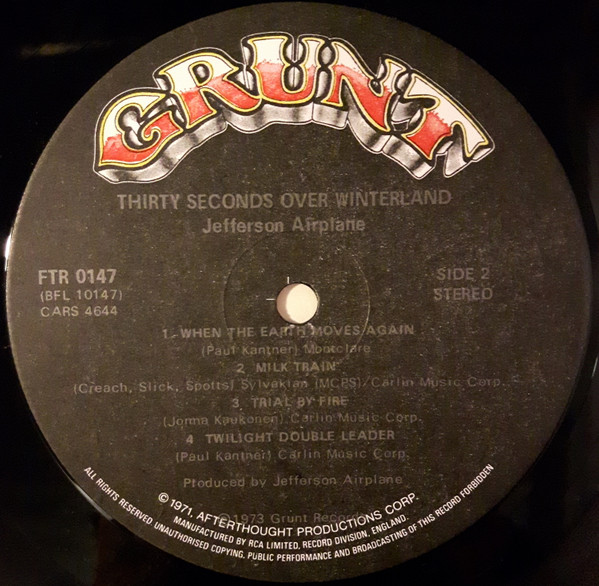 GRUNT
THIRTY SECONDS OVER WINTERLAND
Jefferson Airplane
FTR 0147
(BFL 10147)
CARS 4644
SIDE 2
STEREO
1. WHEN THE EARTH MOVES AGAIN
(Paul Kantner) Mootclare
2 MILK TRAIN
(Creach, Slick, Spotts) Sylvakian (MCPS)/Carlin Music Corp.
3. TRIAL BY FIRE
(Jorma Kaukonen) Carlin Music Corp.
4 TWILIGHT DOUBLE LEADER
(Paul Kantner) Carlin Music Corp.
Produced by Jefferson Airplane
© 1971, AFTERTHOUGHT PRODUCTIONS CORP.
℗1973 Grunt Records
MANUFACTURED BY RCA LIMITED, RECORD DIVISION, ENGLAND.
ALL RIGHTS RESERVED. UNAUTHORISED COPYING, PUBLIC PERFORMANCE AND BROADCASTING OF THIS RECORD FORBIDDEN